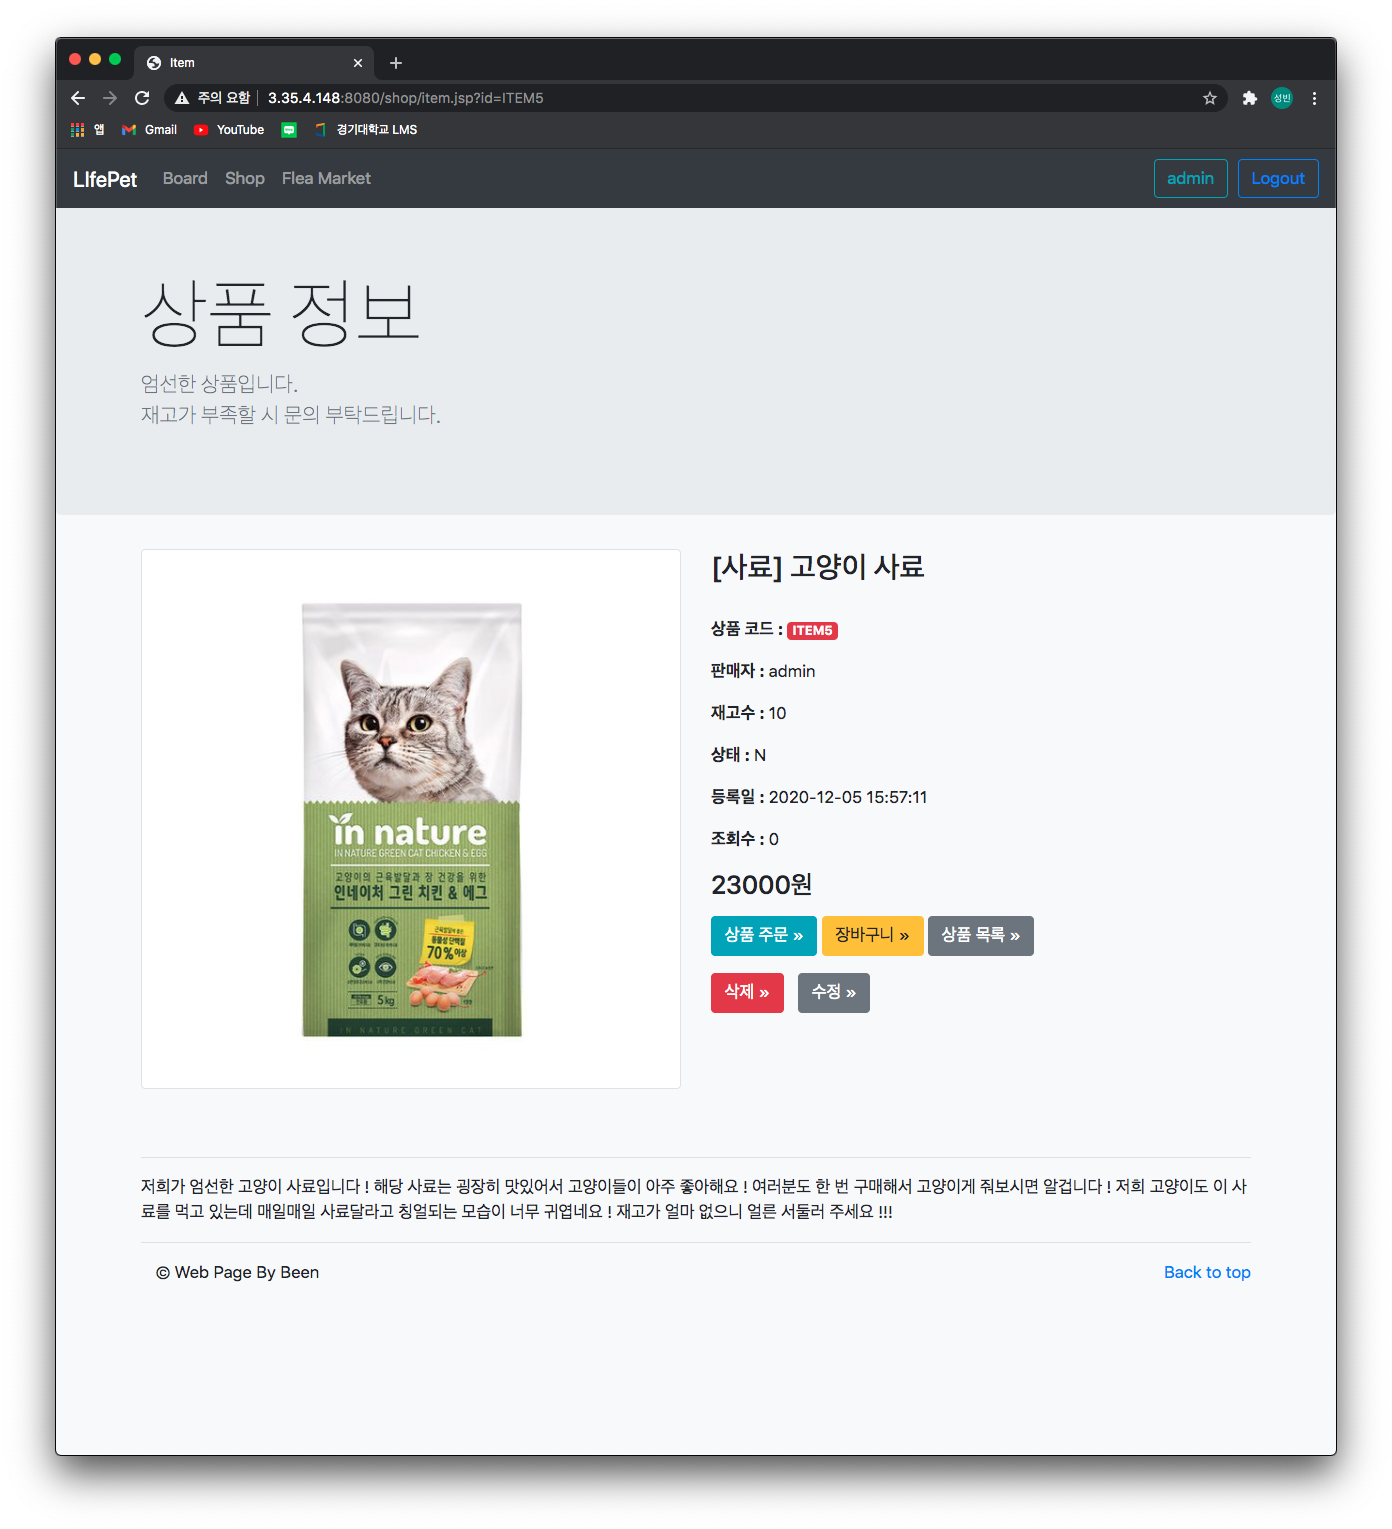 Item
주의 요함 3.35.4.148:8080/shop/item.jsp?id=ITEM5
성빈
앱 Gmail YouTube 경기대학교 LMS
LIfePet Board Shop Flea Market admin Logout
상품 정보
엄선한 상품입니다.
재고가 부족할 시 문의 부탁드립니다.
[사료] 고양이 사료
상품 코드 : ITEM5
판매자 : admin
재고수 : 10
상태 : N
등록일 : 2020-12-05 15:57:11
조회수 : 0
23000원
상품 주문 » 장바구니 » 상품 목록 »
삭제 » 수정 »
in nature
IN NATURE GREEN CAT CHICKEN & EGG
고양이의 근육발달과 장 건강을 위한
인네이처 그린 치킨 & 에그
동물성 단백질
70%이상
5kg
IN NATURE GREEN CAT
저희가 엄선한 고양이 사료입니다 ! 해당 사료는 굉장히 맛있어서 고양이들이 아주 좋아해요 ! 여러분도 한 번 구매해서 고양이게 줘보시면 알겁니다 ! 저희 고양이도 이 사
료를 먹고 있는데 매일매일 사료달라고 칭얼되는 모습이 너무 귀엽네요 ! 재고가 얼마 없으니 얼른 서둘러 주세요 !!!
© Web Page By Been Back to top